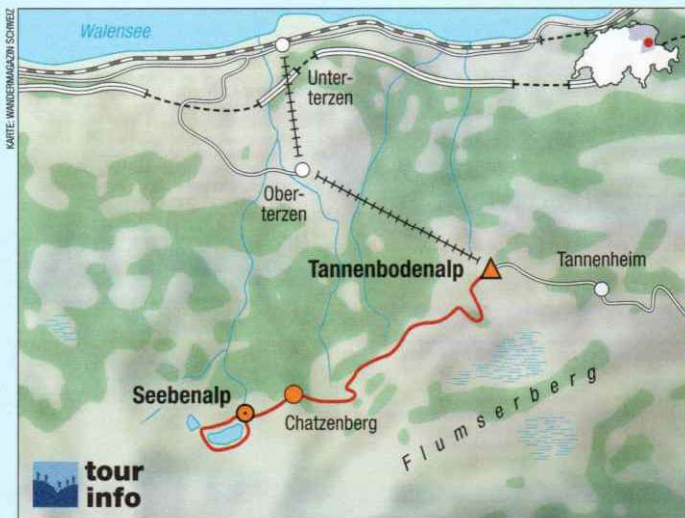 KARTE: WANDERMAGAZIN SCHWEIZ
Walensee
Unter-
terzen
Ober-
terzen
Tannenbodenalp
Tannenheim
Seebenalp
Chatzenberg
Flumserberg
tour
info